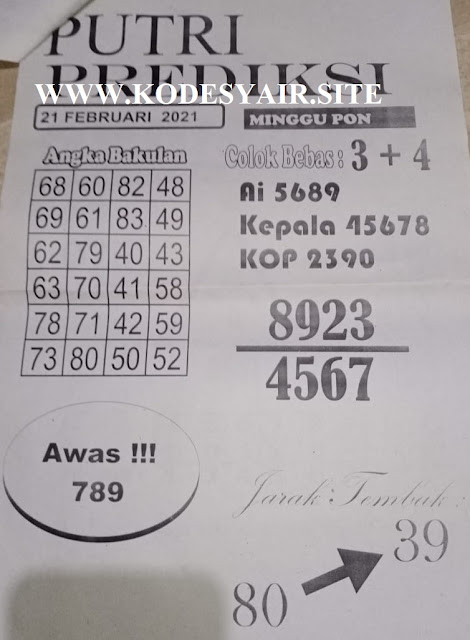 PUTRI
PREDIKSI
WWW.KODESYAIR.SITE
21 FEBRUARI 2021
MINGGU PON
Angka Bakulan
68 60 82 48
69 61 83 49
62 79 40 43
63 70 41 58
78 71 42 59
73 80 50 52
Colok Bebas : 3 + 4
Ai 5689
Kepala 45678
KOP 2390
8923
4567
Awas !!!
789
Jarak Tembak :
80
39